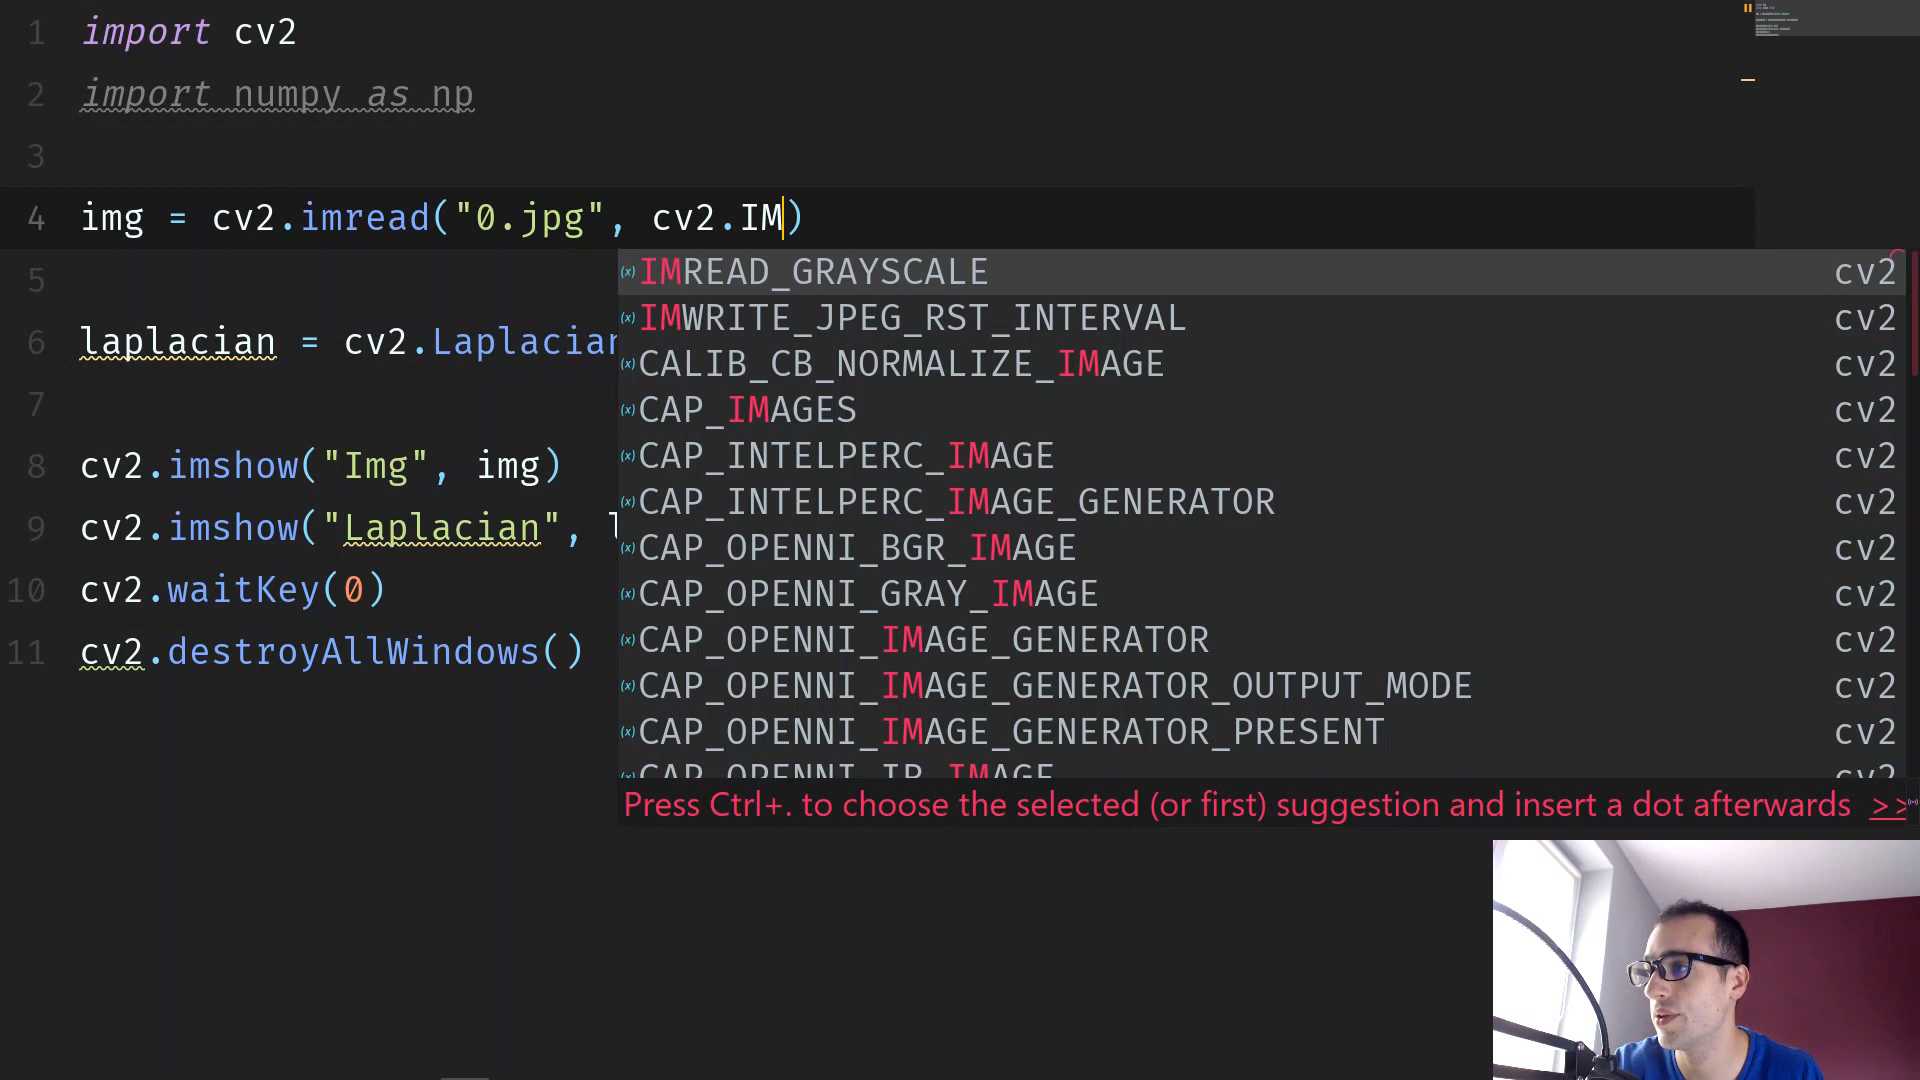 1 import cv2
2 import numpy as np
3
4 img = cv2.imread("0.jpg", cv2.IM)
5
6 laplacian = cv2.Laplacian
7
8 cv2.imshow("Img", img)
9 cv2.imshow("Laplacian", l
10 cv2.waitKey(0)
11 cv2.destroyAllWindows()
IMREAD_GRAYSCALE cv2
IMWRITE_JPEG_RST_INTERVAL cv2
CALIB_CB_NORMALIZE_IMAGE cv2
CAP_IMAGES cv2
CAP_INTELPERC_IMAGE cv2
CAP_INTELPERC_IMAGE_GENERATOR cv2
CAP_OPENNI_BGR_IMAGE cv2
CAP_OPENNI_GRAY_IMAGE cv2
CAP_OPENNI_IMAGE_GENERATOR cv2
CAP_OPENNI_IMAGE_GENERATOR_OUTPUT_MODE cv2
CAP_OPENNI_IMAGE_GENERATOR_PRESENT cv2
CAP_OPENNI_IR_IMAGE cv2
Press Ctrl+. to choose the selected (or first) suggestion and insert a dot afterwards >>